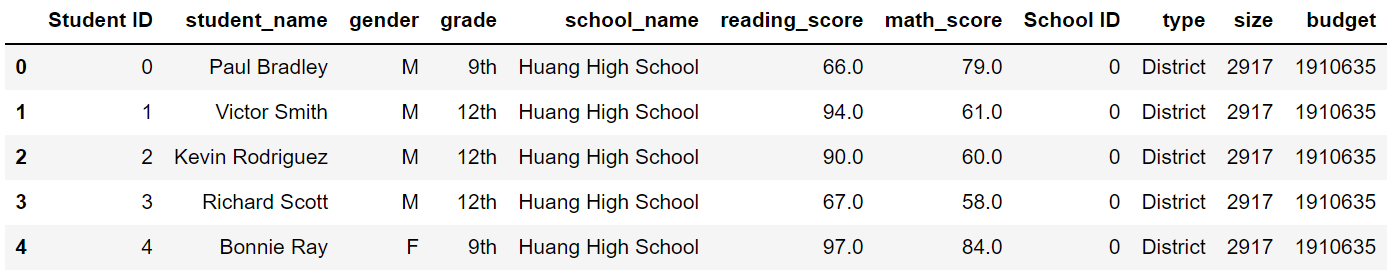 Student ID student_name gender grade school_name reading_score math_score School ID type size budget
0 0 Paul Bradley M 9th Huang High School 66.0 79.0 0 District 2917 1910635
1 1 Victor Smith M 12th Huang High School 94.0 61.0 0 District 2917 1910635
2 2 Kevin Rodriguez M 12th Huang High School 90.0 60.0 0 District 2917 1910635
3 3 Richard Scott M 12th Huang High School 67.0 58.0 0 District 2917 1910635
4 4 Bonnie Ray F 9th Huang High School 97.0 84.0 0 District 2917 1910635